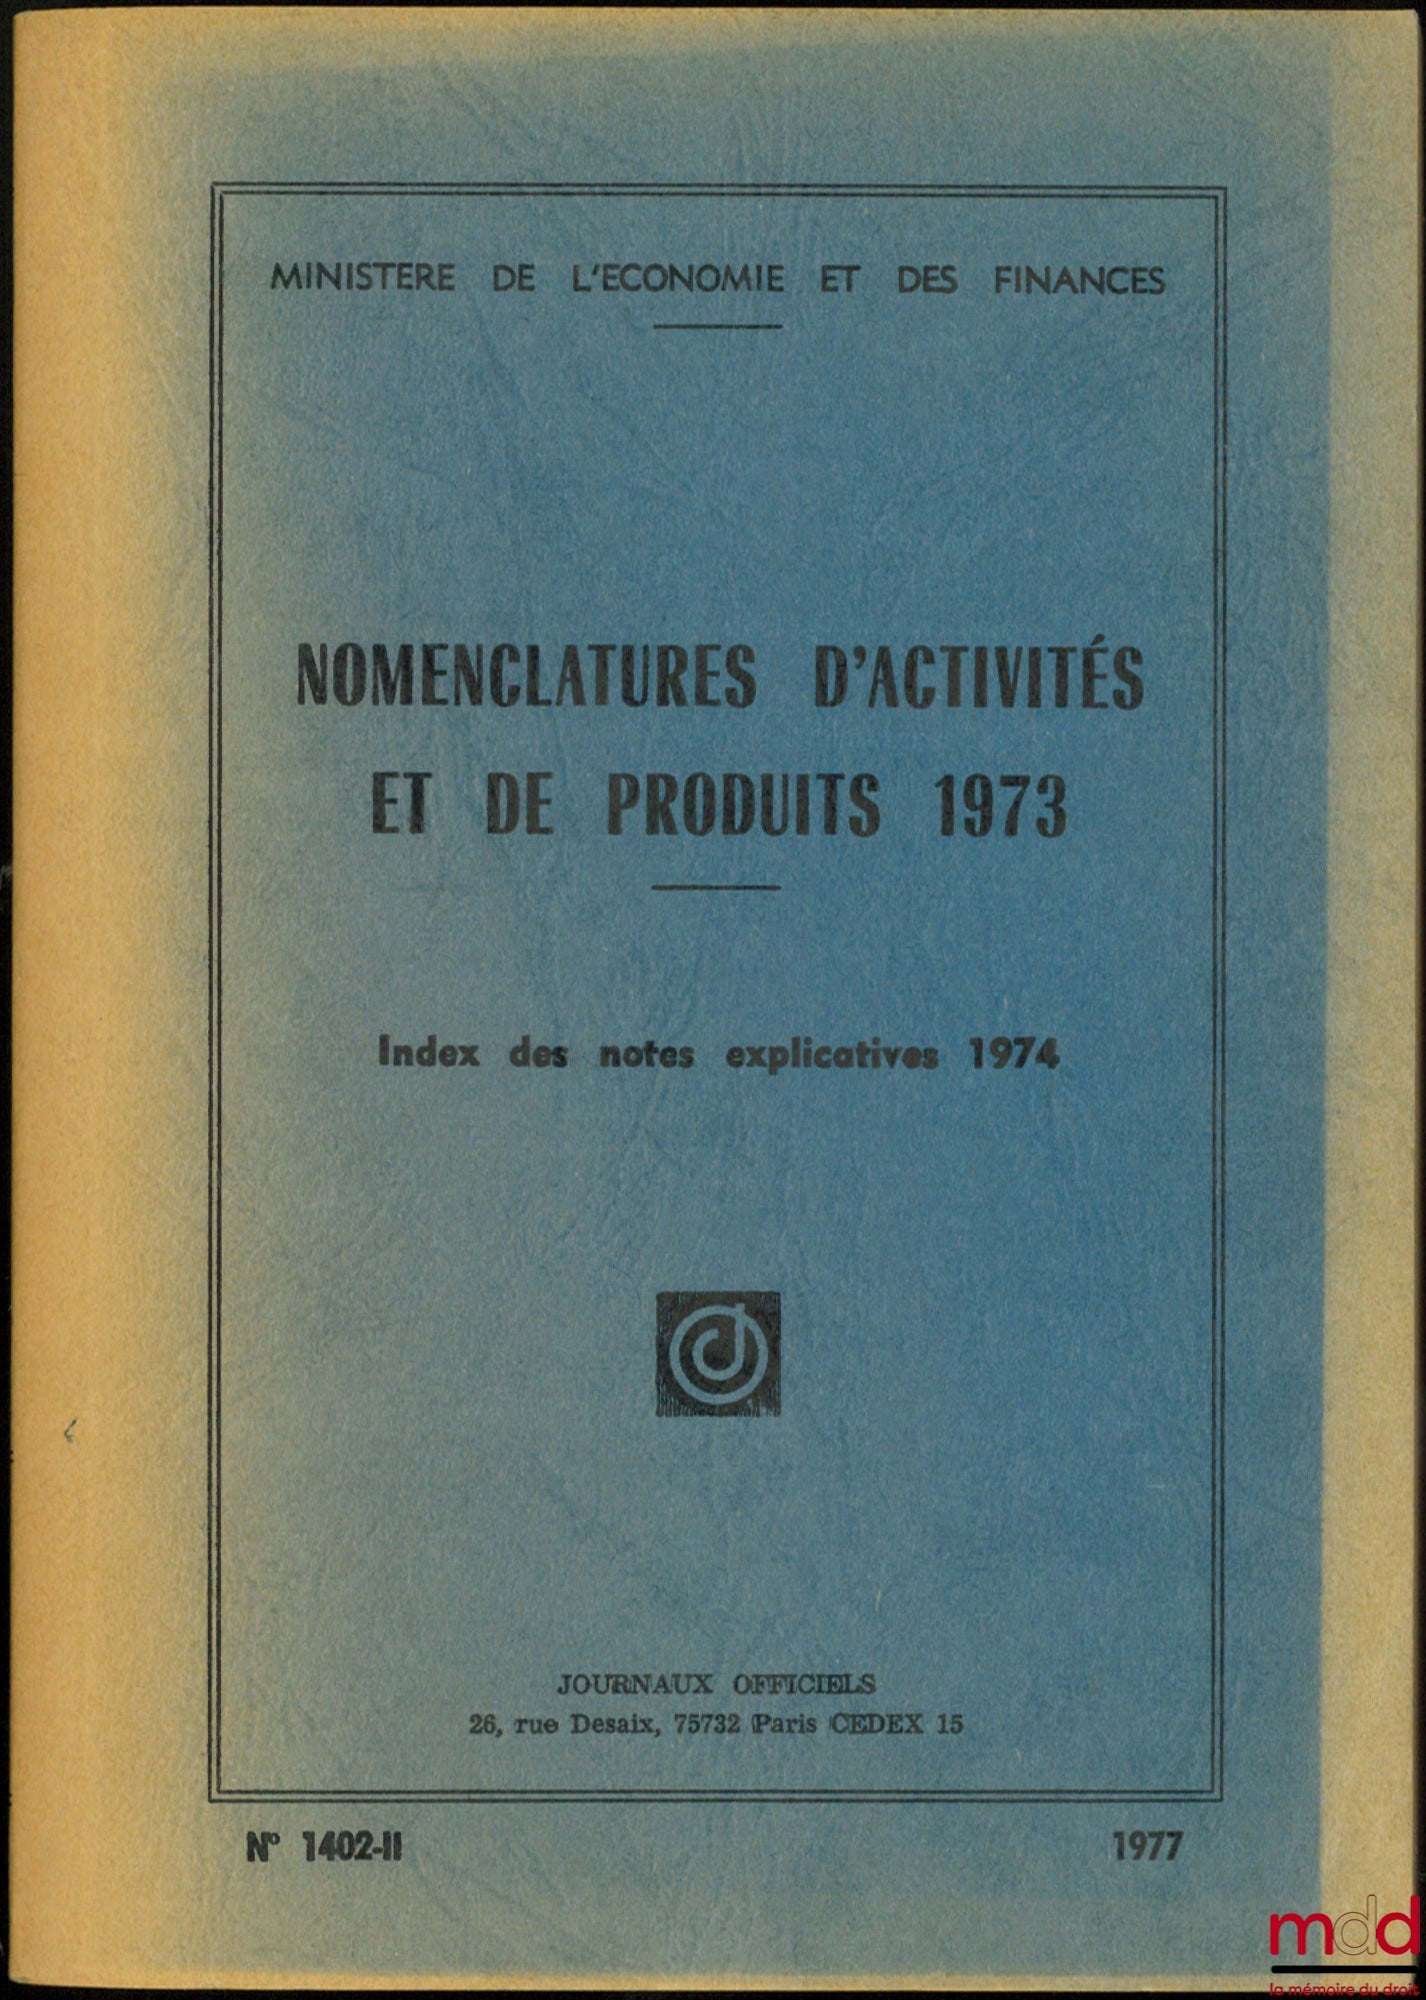 MINISTERE DE L'ECONOMIE ET DES FINANCES
NOMENCLATURES D'ACTIVITÉS
ET DE PRODUITS 1973
Index des notes explicatives 1974
JOURNAUX OFFICIELS
26, rue Desaix, 75732 Paris CEDEX 15
N° 1402-II
1977
mdd
la mémoire du droit